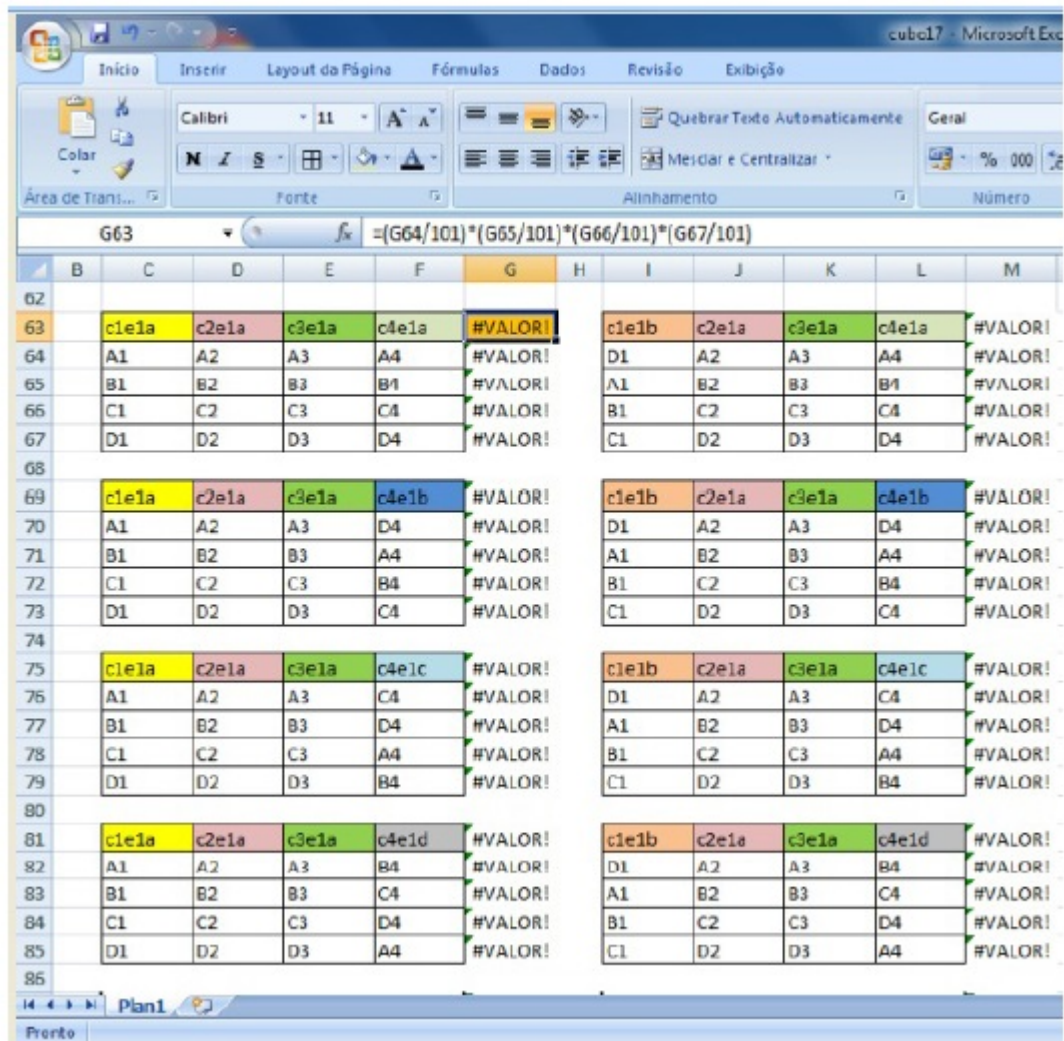 cubo17 - Microsoft Exc
Início Inserir Layout da Página Fórmulas Dados Revisão Exibição
Colar
Calibri 11 A A
Quebrar Texto Automaticamente
Geral
N I S A
Mesclar e Centralizar
% 000
Área de Trans... Fonte Alinhamento Número
G63 fx =(G64/101)*(G65/101)*(G66/101)*(G67/101)
B C D E F G H I J K L M
62
63 c1e1a c2e1a c3e1a c4e1a #VALOR! c1e1b c2e1a c3e1a c4e1a #VALOR!
64 A1 A2 A3 A4 #VALOR! D1 A2 A3 A4 #VALOR!
65 B1 B2 B3 B4 #VALOR! A1 B2 B3 B4 #VALOR!
66 C1 C2 C3 C4 #VALOR! B1 C2 C3 C4 #VALOR!
67 D1 D2 D3 D4 #VALOR! C1 D2 D3 D4 #VALOR!
68
69 c1e1a c2e1a c3e1a c4e1b #VALOR! c1e1b c2e1a c3e1a c4e1b #VALOR!
70 A1 A2 A3 D4 #VALOR! D1 A2 A3 D4 #VALOR!
71 B1 B2 B3 A4 #VALOR! A1 B2 B3 A4 #VALOR!
72 C1 C2 C3 B4 #VALOR! B1 C2 C3 B4 #VALOR!
73 D1 D2 D3 C4 #VALOR! C1 D2 D3 C4 #VALOR!
74
75 c1e1a c2e1a c3e1a c4e1c #VALOR! c1e1b c2e1a c3e1a c4e1c #VALOR!
76 A1 A2 A3 C4 #VALOR! D1 A2 A3 C4 #VALOR!
77 B1 B2 B3 D4 #VALOR! A1 B2 B3 D4 #VALOR!
78 C1 C2 C3 A4 #VALOR! B1 C2 C3 A4 #VALOR!
79 D1 D2 D3 B4 #VALOR! C1 D2 D3 B4 #VALOR!
80
81 c1e1a c2e1a c3e1a c4e1d #VALOR! c1e1b c2e1a c3e1a c4e1d #VALOR!
82 A1 A2 A3 B4 #VALOR! D1 A2 A3 B4 #VALOR!
83 B1 B2 B3 C4 #VALOR! A1 B2 B3 C4 #VALOR!
84 C1 C2 C3 D4 #VALOR! B1 C2 C3 D4 #VALOR!
85 D1 D2 D3 A4 #VALOR! C1 D2 D3 A4 #VALOR!
86
Plan1
Pronto